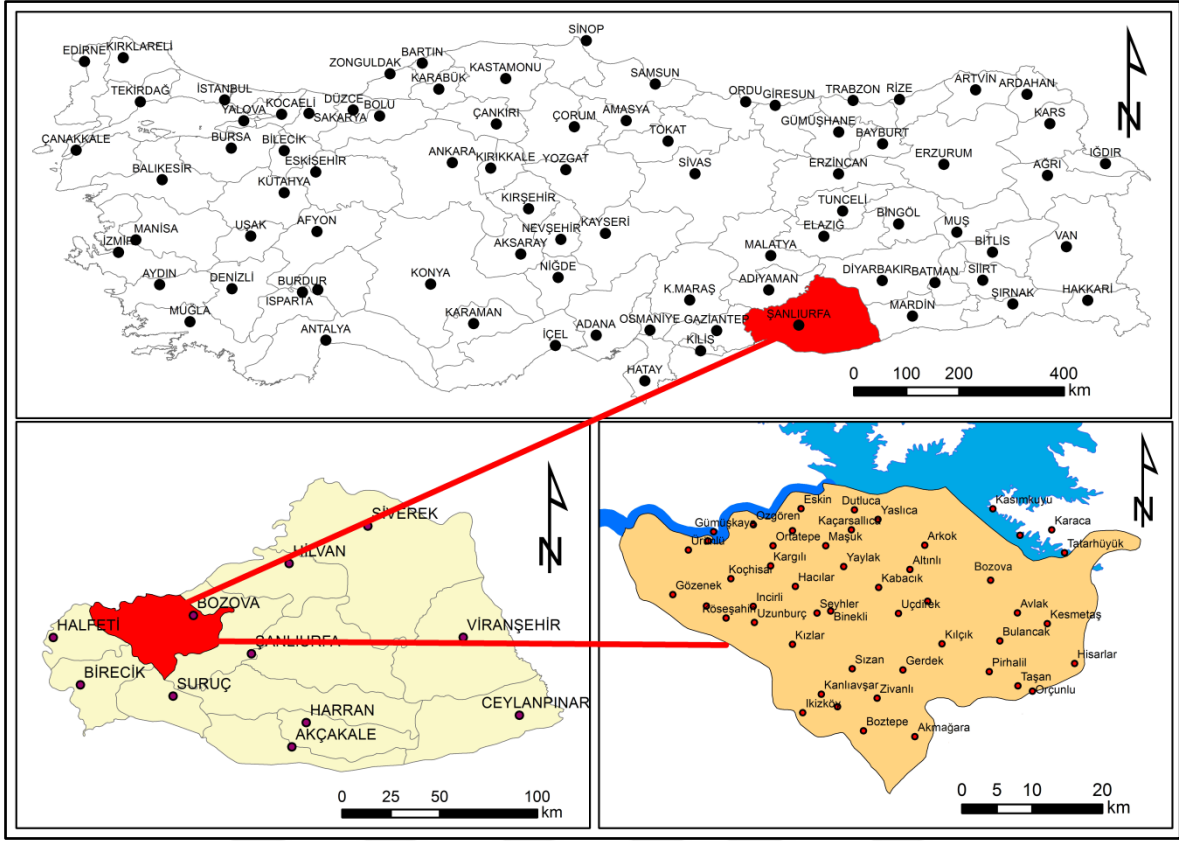 SİNOP
EDİRNE
KIRKLARELİ
BARTIN
ZONGULDAK
KASTAMONU
KARABÜK
SAMSUN
ARTVİN
ARDAHAN
TEKİRDAĞ
İSTANBUL
KOCAELİ
DÜZCE
BOLU
ORDU
GİRESUN
TRABZON
RİZE
YALOVA
SAKARYA
ÇANKIRI
ÇORUM
AMASYA
KARS
N
ÇANAKKALE
BURSA
BİLECİK
TOKAT
GÜMÜŞHANE
BAYBURT
ESKİŞEHİR
ANKARA
KIRIKKALE
YOZGAT
SİVAS
ERZİNCAN
ERZURUM
AĞRI
IĞDIR
BALIKESİR
KÜTAHYA
KIRŞEHİR
TUNCELİ
BİNGÖL
MUŞ
MANİSA
UŞAK
AFYON
NEVŞEHİR
KAYSERİ
ELAZIĞ
VAN
İZMİR
AKSARAY
MALATYA
BİTLİS
AYDIN
DENİZLİ
BURDUR
KONYA
NİĞDE
ADIYAMAN
DİYARBAKIR
BATMAN
SİİRT
ISPARTA
K.MARAŞ
ŞIRNAK
HAKKARİ
MUĞLA
KARAMAN
MARDİN
ANTALYA
İÇEL
ADANA
OSMANİYE
GAZİANTEP
ŞANLIURFA
KİLİS
HATAY
0 100 200 400
km
SİVEREK
N
HİLVAN
BOZOVA
HALFETİ
ŞANLIURFA
VİRANŞEHİR
BİRECİK
SURUÇ
HARRAN
CEYLANPINAR
AKÇAKALE
0 25 50 100
km
N
Eskin
Dutluca
Yaslıca
Kasımkuyu
Gümüşkaya
Ozgören
Kaçarsallıca
Karaca
Ürünlü
Ortatepe
Maşuk
Arkok
Tatarhüyük
Koçhisar
Kargılı
Yaylak
Altınlı
Bozova
Gözenek
Hacılar
Kabacık
Köseşahin
Incirli
Uzunburç
Seyhler
Binekli
Uçdirek
Avlak
Kesmetaş
Kızlar
Kılçık
Bulancak
Sızan
Gerdek
Pirhalil
Hisarlar
Kanlıavşar
Zivanlı
Taşan
Orçunlu
Ikizköy
Boztepe
Akmağara
0 5 10 20
km